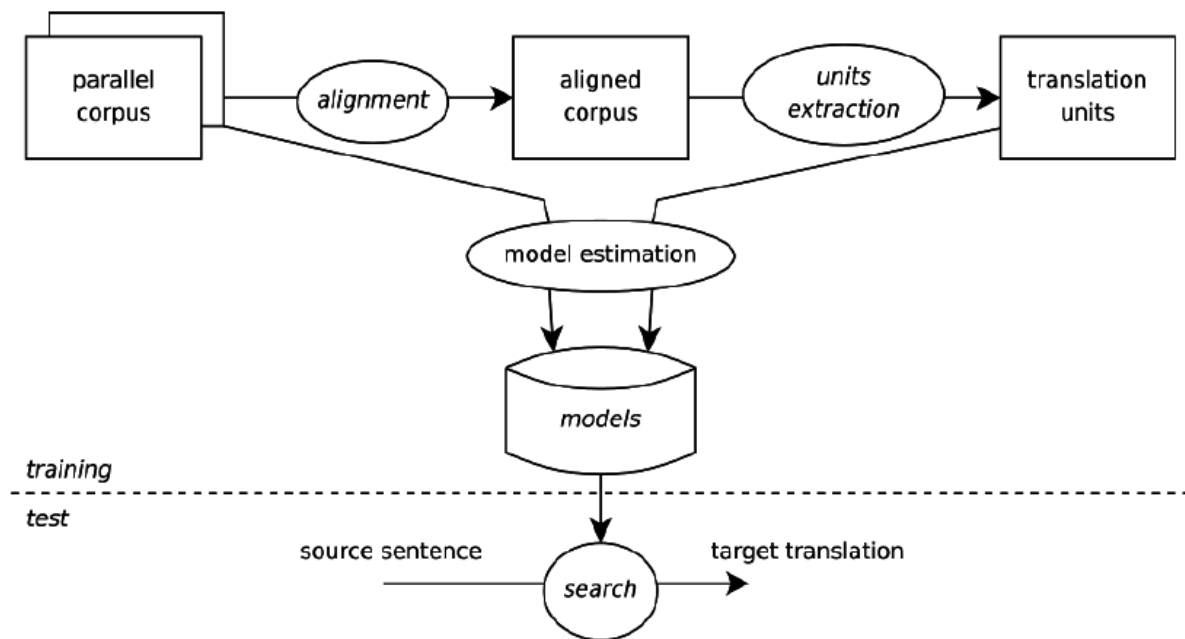 parallel
corpus
alignment
aligned
corpus
units
extraction
translation
units
model estimation
models
training
test
source sentence
target translation
search